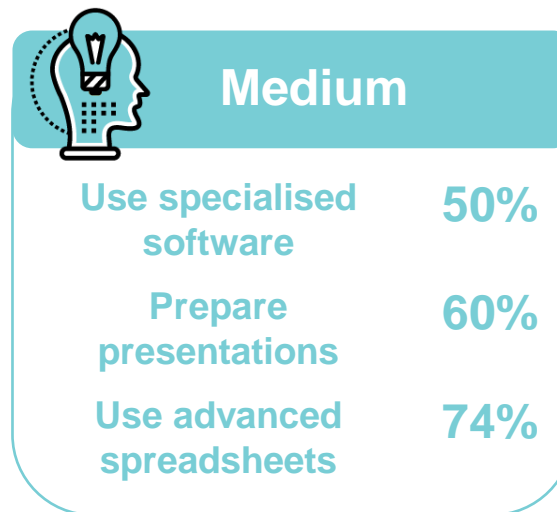 Medium
Use specialised
software
50%
Prepare
presentations
60%
Use advanced
spreadsheets
74%